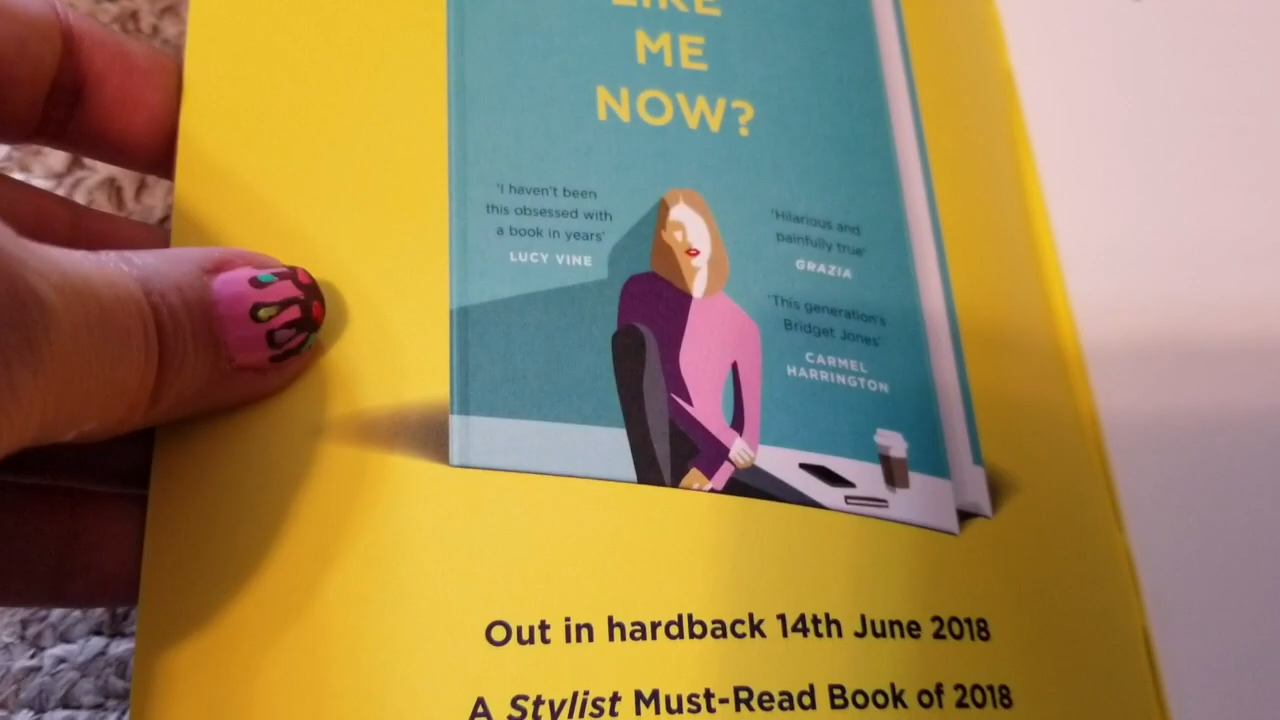 LIKE
ME
NOW?
'I haven't been
this obsessed with
a book in years'
LUCY VINE
'Hilarious and
painfully true'
GRAZIA
'This generation's
Bridget Jones'
CARMEL
HARRINGTON
Out in hardback 14th June 2018
A Stylist Must-Read Book of 2018